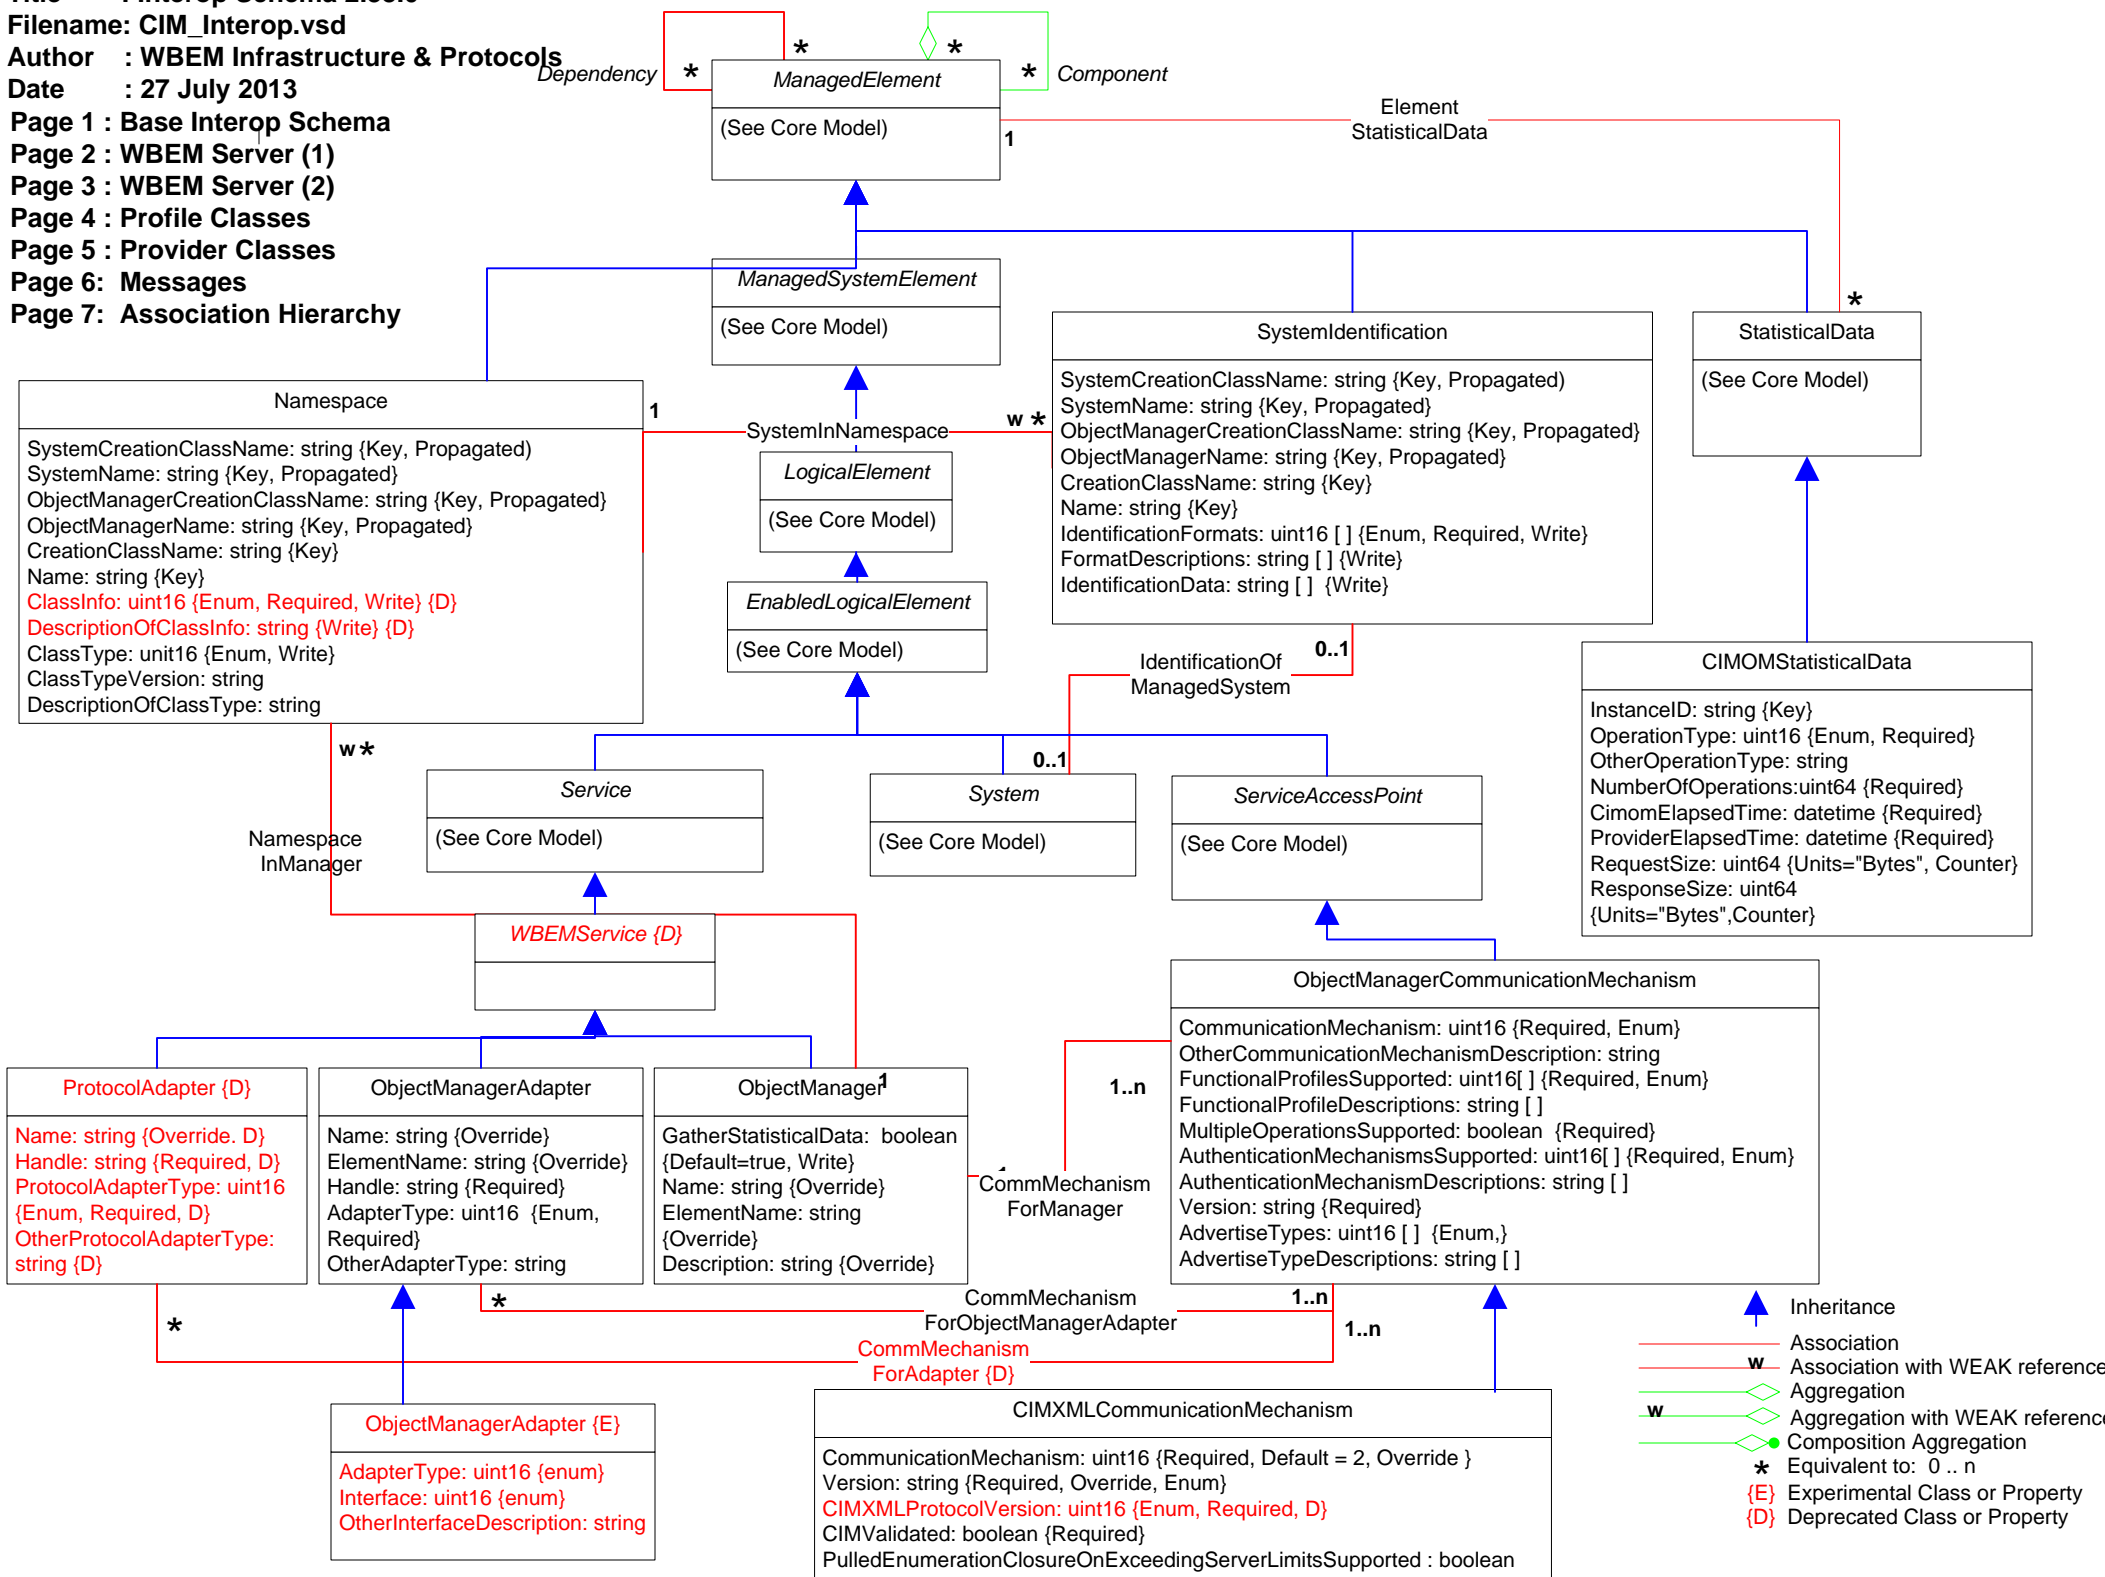 Filename: CIM_Interop.vsd
Author : WBEM Infrastructure & Protocols
Date : 27 July 2013
Page 1 : Base Interop Schema
Page 2 : WBEM Server (1)
Page 3 : WBEM Server (2)
Page 4 : Profile Classes
Page 5 : Provider Classes
Page 6: Messages
Page 7: Association Hierarchy
Dependency
*
*
*
*
Component
ManagedElement
(See Core Model)
1
Element
StatisticalData
*
ManagedSystemElement
(See Core Model)
SystemIdentification
SystemCreationClassName: string {Key, Propagated)
SystemName: string {Key, Propagated}
ObjectManagerCreationClassName: string {Key, Propagated}
ObjectManagerName: string {Key, Propagated}
CreationClassName: string {Key}
Name: string {Key}
IdentificationFormats: uint16 [ ] {Enum, Required, Write}
FormatDescriptions: string [ ] {Write}
IdentificationData: string [ ] {Write}
StatisticalData
(See Core Model)
Namespace
SystemCreationClassName: string {Key, Propagated)
SystemName: string {Key, Propagated}
ObjectManagerCreationClassName: string {Key, Propagated}
ObjectManagerName: string {Key, Propagated}
CreationClassName: string {Key}
Name: string {Key}
ClassInfo: uint16 {Enum, Required, Write} {D}
DescriptionOfClassInfo: string {Write} {D}
ClassType: unit16 {Enum, Write}
ClassTypeVersion: string
DescriptionOfClassType: string
1
SystemInNamespace
w *
LogicalElement
(See Core Model)
EnabledLogicalElement
(See Core Model)
IdentificationOf
ManagedSystem
0..1
0..1
CIMOMStatisticalData
InstanceID: string {Key}
OperationType: uint16 {Enum, Required}
OtherOperationType: string
NumberOfOperations:uint64 {Required}
CimomElapsedTime: datetime {Required}
ProviderElapsedTime: datetime {Required}
RequestSize: uint64 {Units="Bytes", Counter}
ResponseSize: uint64
{Units="Bytes",Counter}
w *
Namespace
InManager
Service
(See Core Model)
System
(See Core Model)
ServiceAccessPoint
(See Core Model)
WBEMService {D}
ObjectManagerCommunicationMechanism
CommunicationMechanism: uint16 {Required, Enum}
OtherCommunicationMechanismDescription: string
FunctionalProfilesSupported: uint16[ ] {Required, Enum}
FunctionalProfileDescriptions: string [ ]
MultipleOperationsSupported: boolean {Required}
AuthenticationMechanismsSupported: uint16[ ] {Required, Enum}
AuthenticationMechanismDescriptions: string [ ]
Version: string {Required}
AdvertiseTypes: uint16 [ ] {Enum,}
AdvertiseTypeDescriptions: string [ ]
ProtocolAdapter {D}
Name: string {Override. D}
Handle: string {Required, D}
ProtocolAdapterType: uint16
{Enum, Required, D}
OtherProtocolAdapterType:
string {D}
ObjectManagerAdapter
Name: string {Override}
ElementName: string {Override}
Handle: string {Required}
AdapterType: uint16 {Enum,
Required}
OtherAdapterType: string
ObjectManager
1
GatherStatisticalData: boolean
{Default=true, Write}
Name: string {Override}
ElementName: string
{Override}
Description: string {Override}
1..n
CommMechanism
ForManager
*
*
CommMechanism
ForObjectManagerAdapter
1..n
1..n
CommMechanism
ForAdapter {D}
ObjectManagerAdapter {E}
AdapterType: uint16 {enum}
Interface: uint16 {enum}
OtherInterfaceDescription: string
CIMXMLCommunicationMechanism
CommunicationMechanism: uint16 {Required, Default = 2, Override }
Version: string {Required, Override, Enum}
CIMXMLProtocolVersion: uint16 {Enum, Required, D}
CIMValidated: boolean {Required}
PulledEnumerationClosureOnExceedingServerLimitsSupported : boolean
Inheritance
Association
w Association with WEAK reference
Aggregation
w Aggregation with WEAK reference
Composition Aggregation
* Equivalent to: 0 .. n
{E} Experimental Class or Property
{D} Deprecated Class or Property